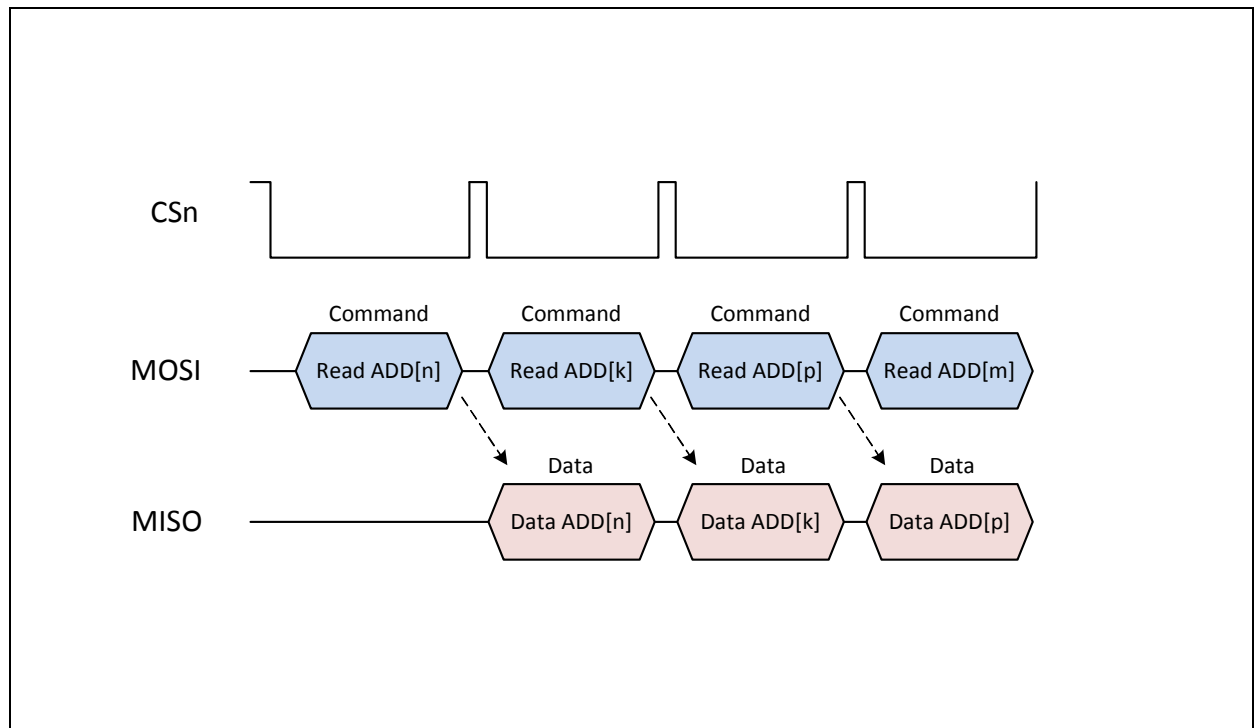 CSn
Command Command Command Command
MOSI Read ADD[n] Read ADD[k] Read ADD[p] Read ADD[m]
Data Data Data
MISO Data ADD[n] Data ADD[k] Data ADD[p]